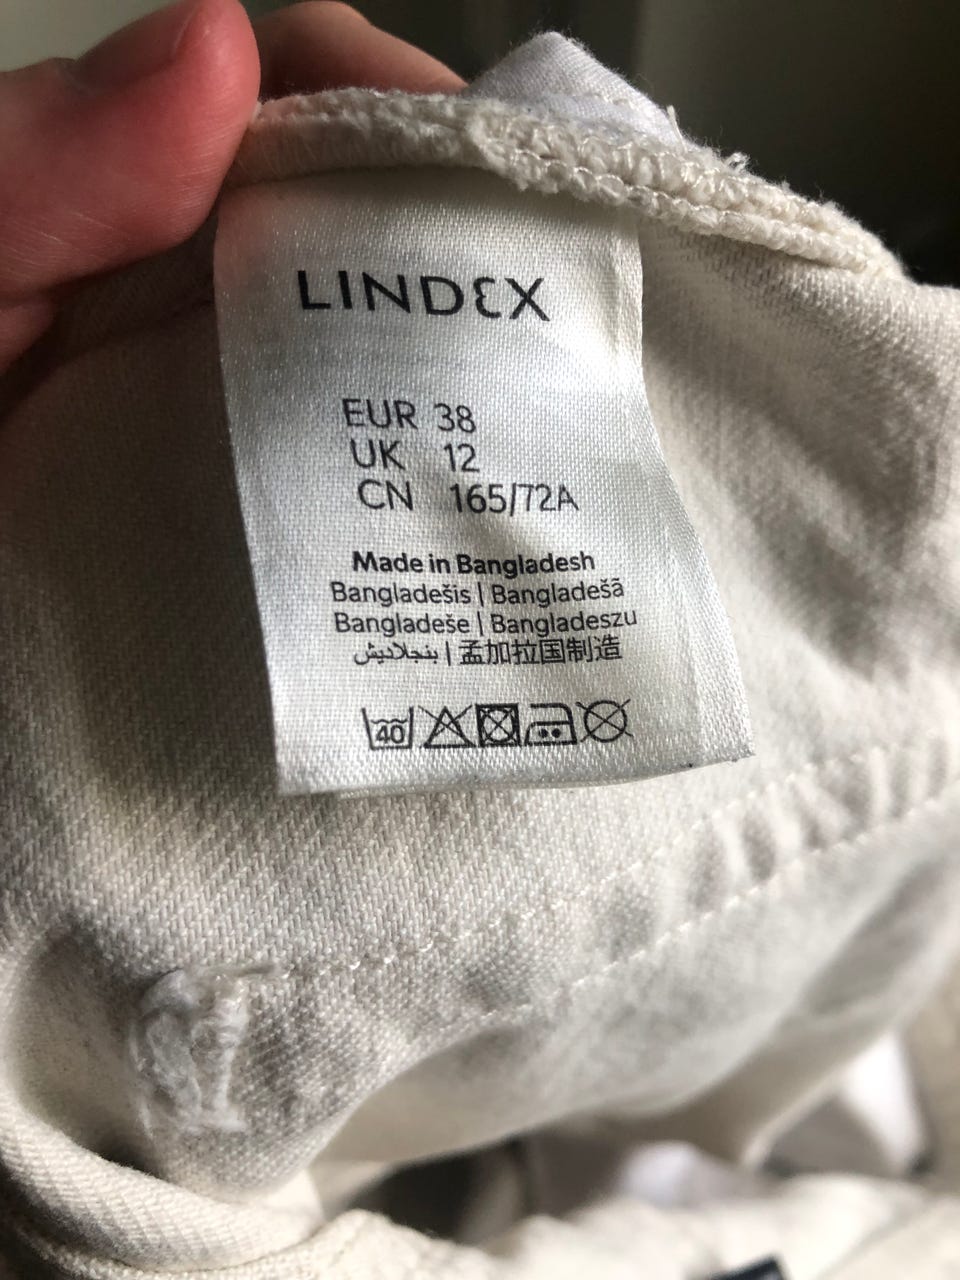 LINDEX
EUR 38
UK 12
CN 165/72A
Made in Bangladesh
Bangladešis | Bangladešā
Bangladeše | Bangladeszu
بنجلاديش | 孟加拉国制造
40